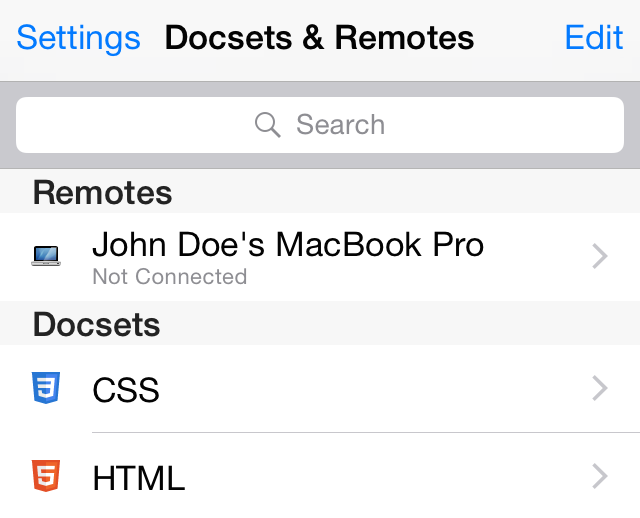 Settings Docsets & Remotes Edit
Search
Remotes
John Doe's MacBook Pro
Not Connected
Docsets
3 CSS
5 HTML